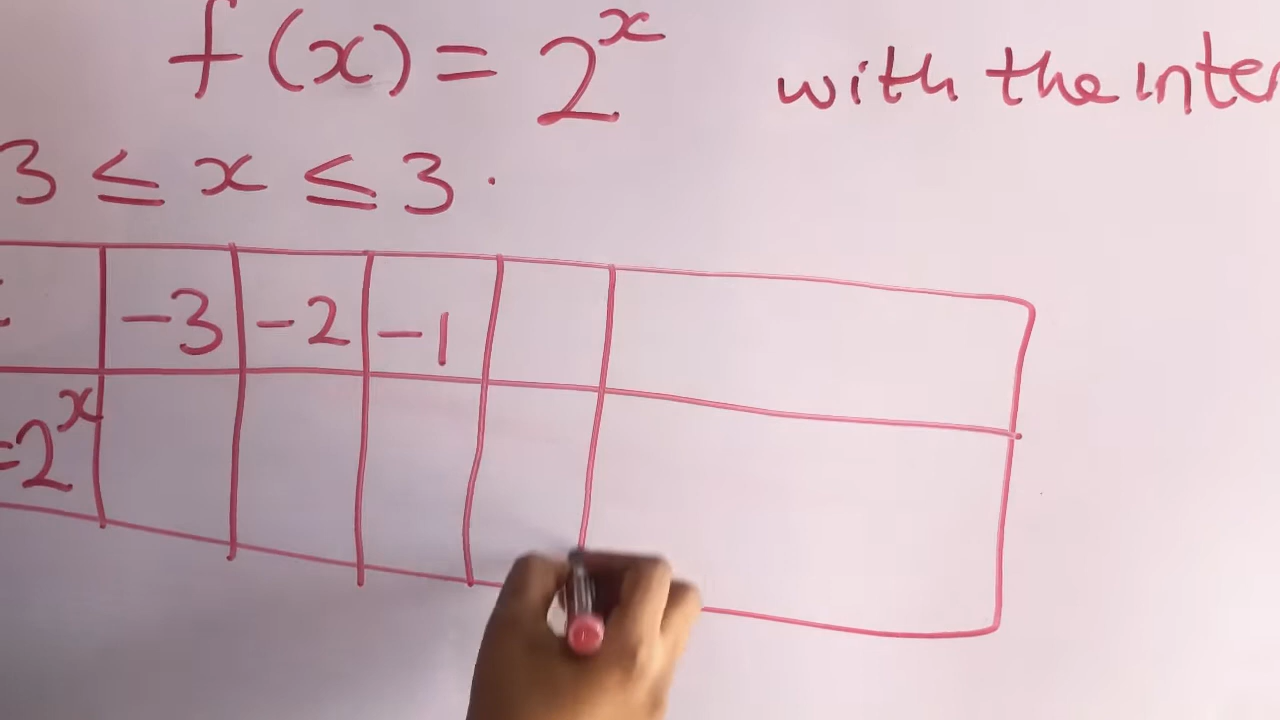 f(x) = 2^x with the inter
3 ≤ x ≤ 3.
-3 -2 -1
=2^x